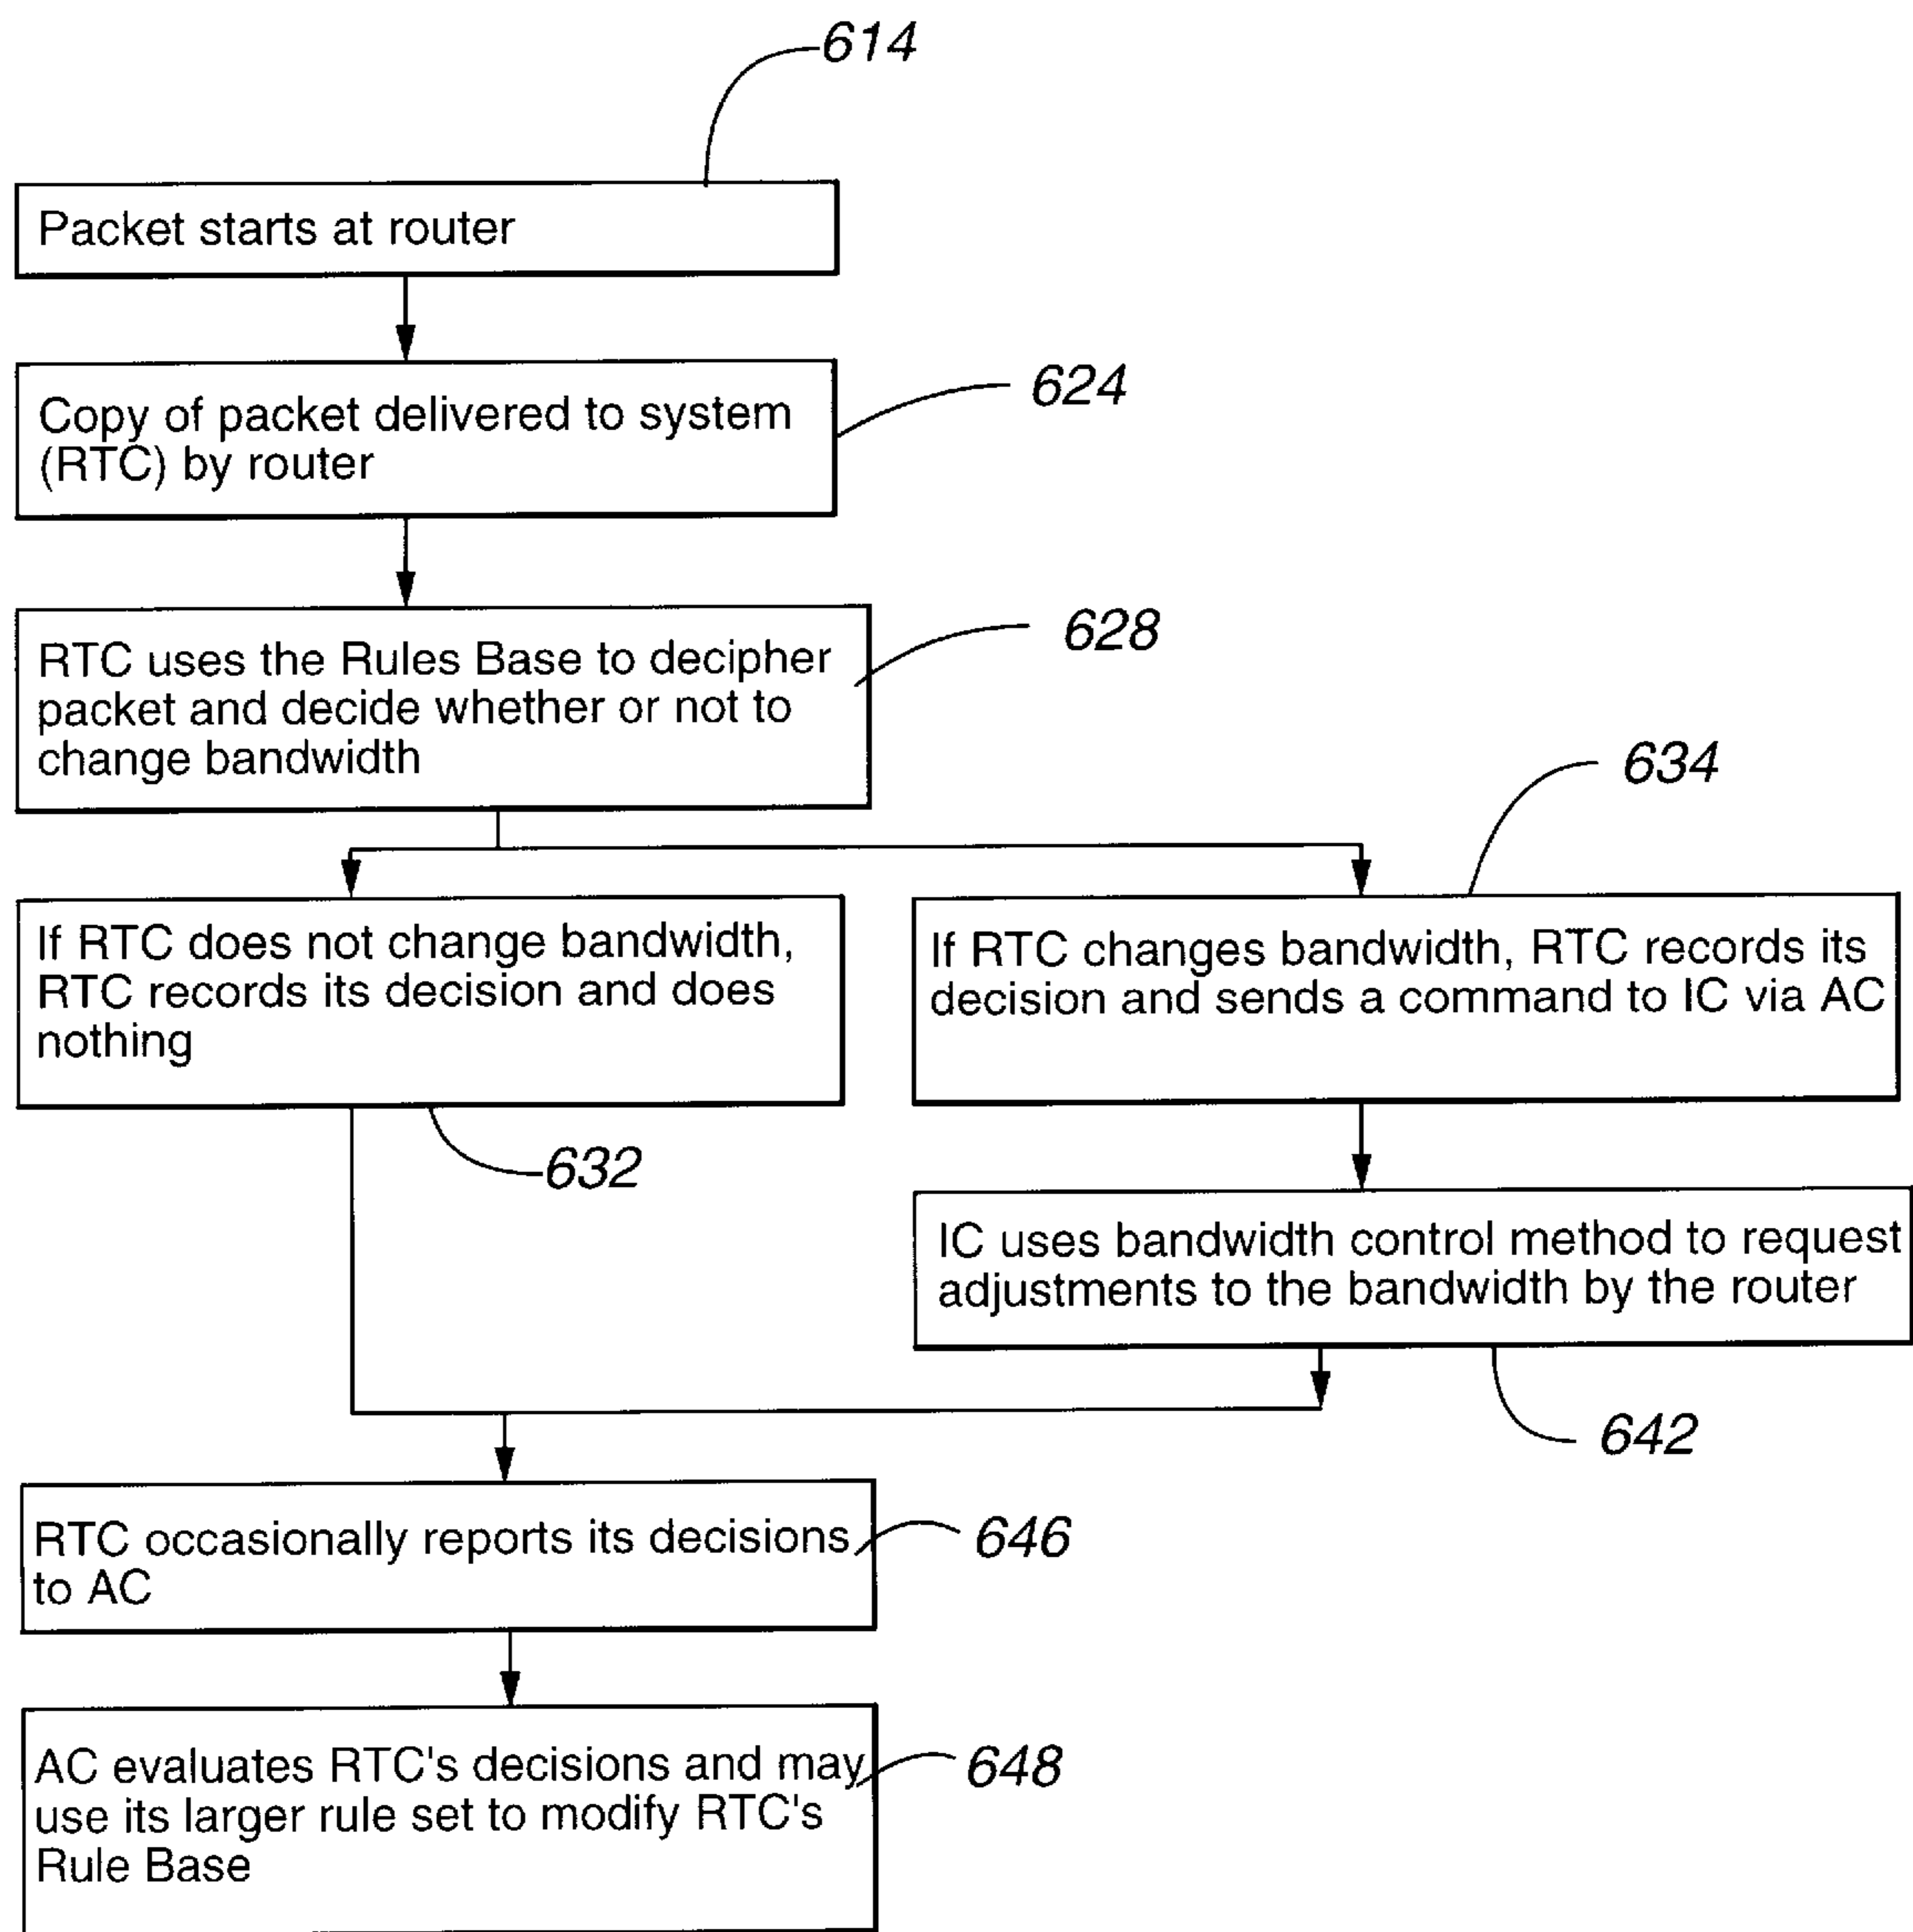 614
Packet starts at router
624
Copy of packet delivered to system
(RTC) by router
628
RTC uses the Rules Base to decipher
packet and decide whether or not to
change bandwidth
634
If RTC does not change bandwidth,
RTC records its decision and does
nothing
If RTC changes bandwidth, RTC records its
decision and sends a command to IC via AC
632
IC uses bandwidth control method to request
adjustments to the bandwidth by the router
642
RTC occasionally reports its decisions
to AC
646
AC evaluates RTC's decisions and may
use its larger rule set to modify RTC's
Rule Base
648